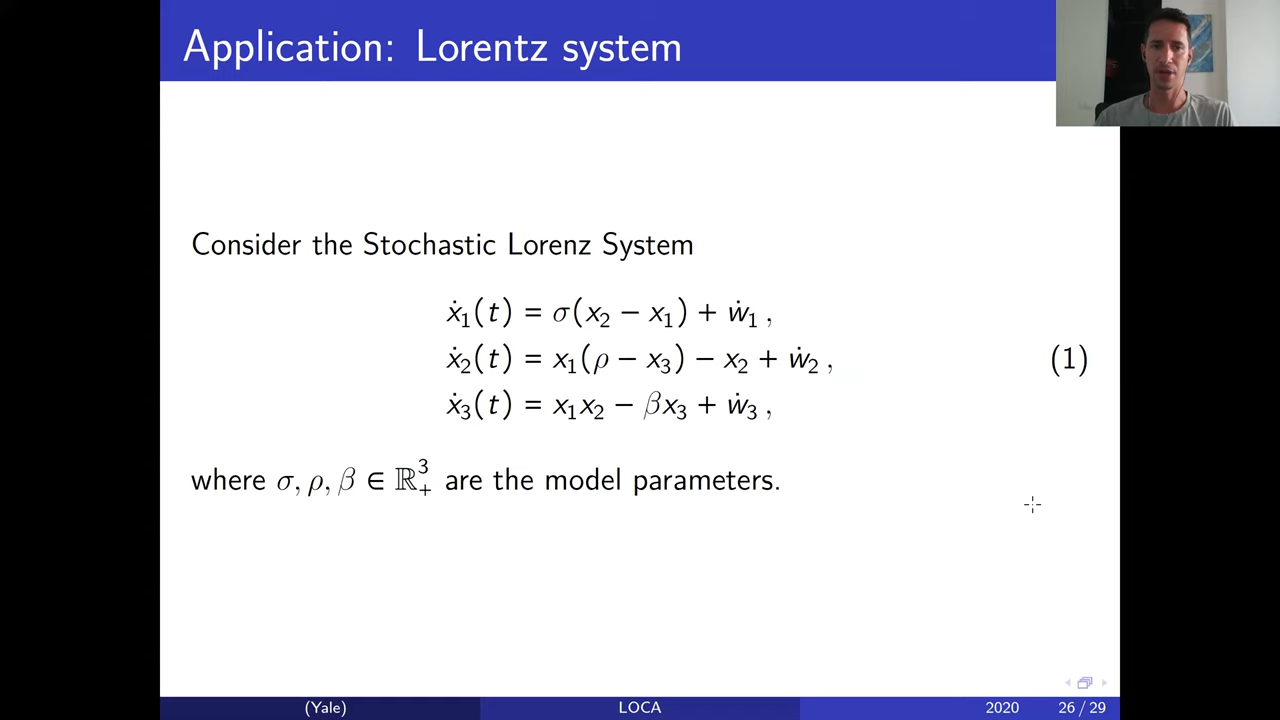 Application: Lorentz system
Consider the Stochastic Lorenz System
ẋ₁(t) = σ(x₂ − x₁) + ẇ₁ ,
ẋ₂(t) = x₁(ρ − x₃) − x₂ + ẇ₂ ,
(1)
ẋ₃(t) = x₁x₂ − βx₃ + ẇ₃ ,
where σ, ρ, β ∈ ℝ³₊ are the model parameters.
(Yale) LOCA 2020 26 / 29